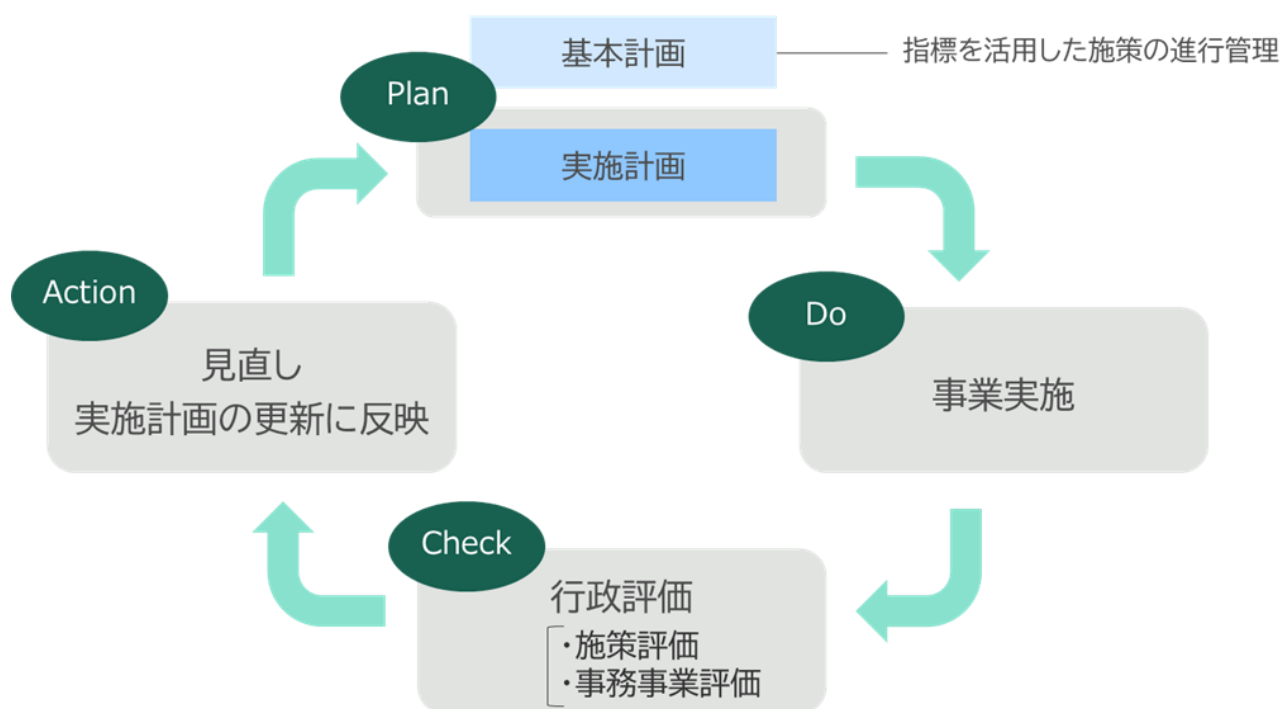 基本計画
指標を活用した施策の進行管理
Plan
実施計画
Do
事業実施
Check
行政評価
・施策評価
・事務事業評価
Action
見直し
実施計画の更新に反映